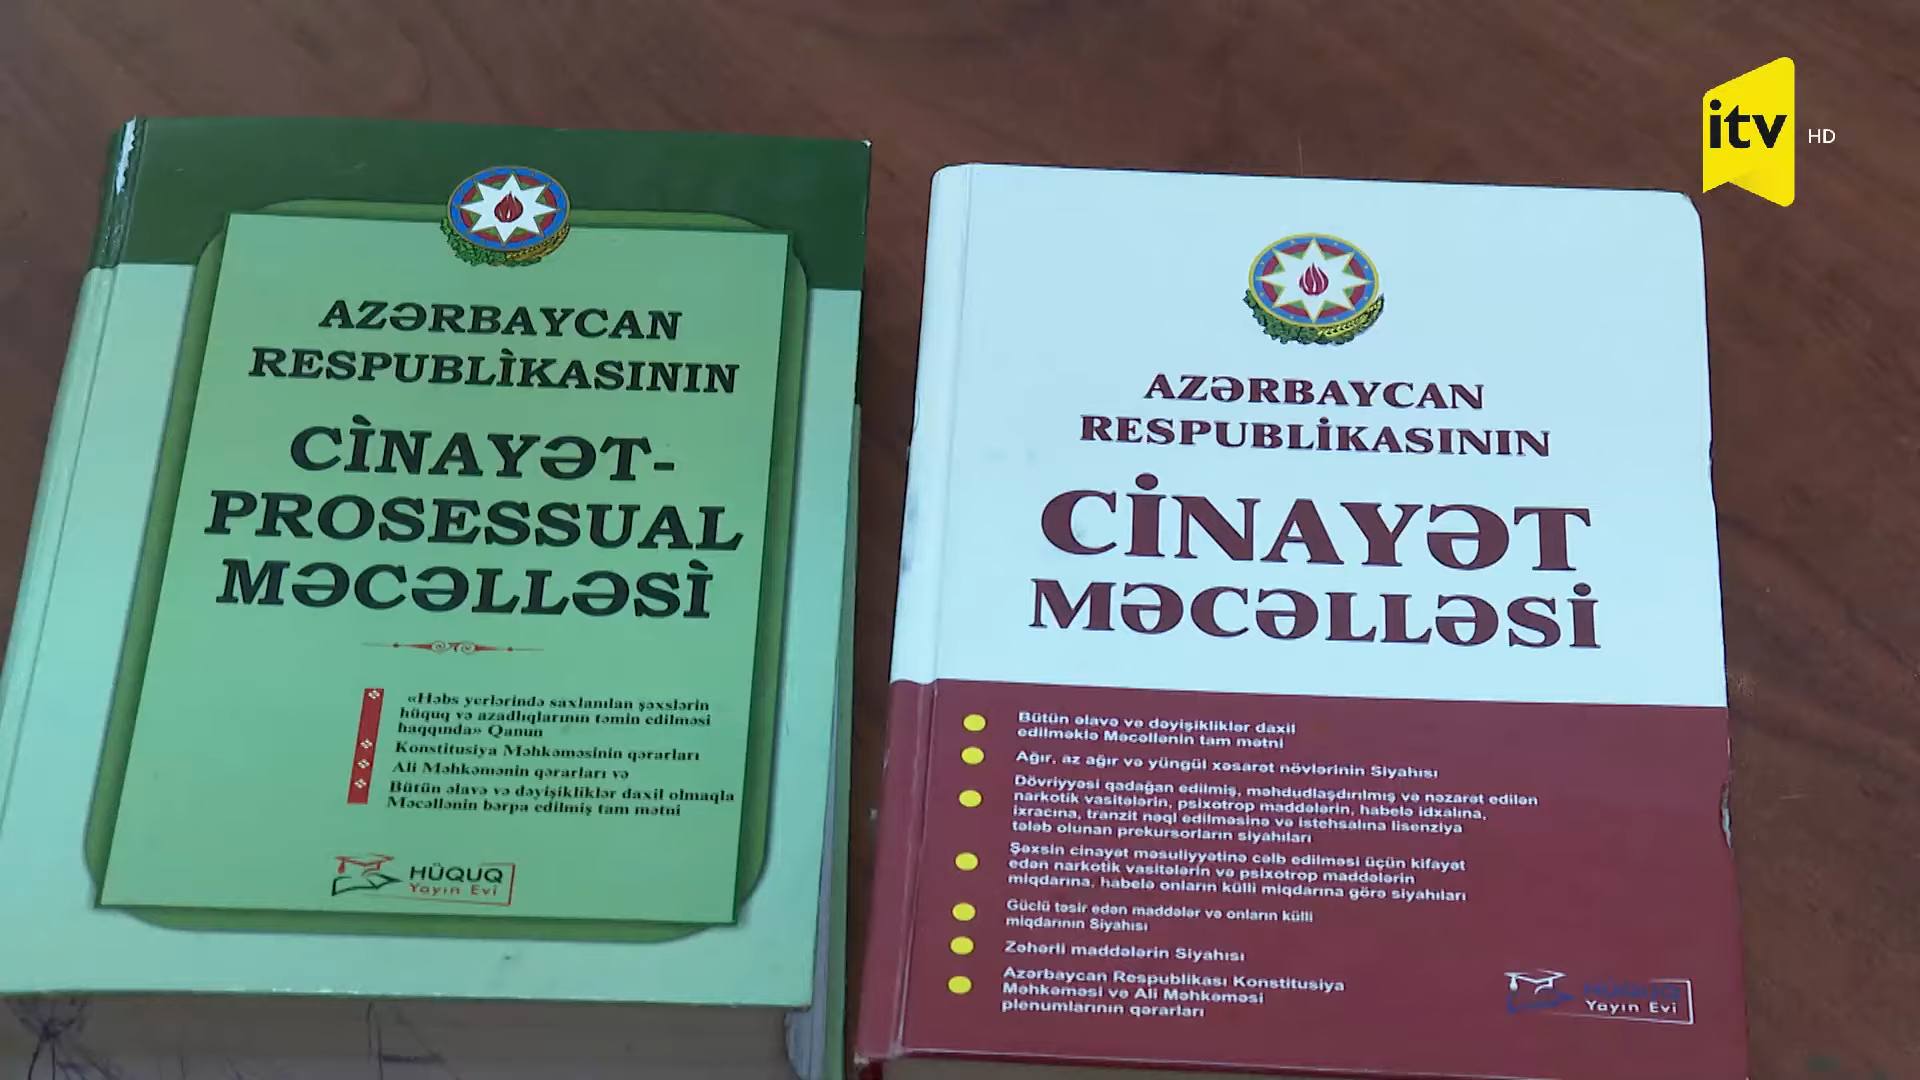 itv HD
AZƏRBAYCAN
RESPUBLİKASININ
CİNAYƏT-
PROSESSUAL
MƏCƏLLƏSİ
«Həbs yerlərində saxlanılan şəxslərin
hüquq və azadlıqlarının təmin edilməsi
haqqında» Qanun
Konstitusiya Məhkəməsinin qərarları
Ali Məhkəmənin qərarları və
Bütün əlavə və dəyişikliklər daxil olmaqla
Məcəllənin bərpa edilmiş tam mətni
HÜQUQ
Yayın Evi
AZƏRBAYCAN
RESPUBLİKASININ
CİNAYƏT
MƏCƏLLƏSİ
Bütün əlavə və dəyişikliklər daxil
edilməklə Məcəllənin tam mətni
Ağır, az ağır və yüngül xəsarət növlərinin Siyahısı
Dövriyyəsi qadağan edilmiş, məhdudlaşdırılmış və nəzarət edilən
narkotik vasitələrin, psixotrop maddələrin, habelə idxalına,
ixracına, tranzit nəql edilməsinə və istehsalına lisenziya
tələb olunan prekursorların siyahıları
Şəxsin cinayət məsuliyyətinə cəlb edilməsi üçün kifayət
edən narkotik vasitələrin və psixotrop maddələrin
miqdarına, habelə onların külli miqdarına görə siyahıları
Güclü təsir edən maddələr və onların külli
miqdarının Siyahısı
Zəhərli maddələrin Siyahısı
Azərbaycan Respublikası Konstitusiya
Məhkəməsi və Ali Məhkəməsi
plenumlarının qərarları
HÜQUQ
Yayın Evi